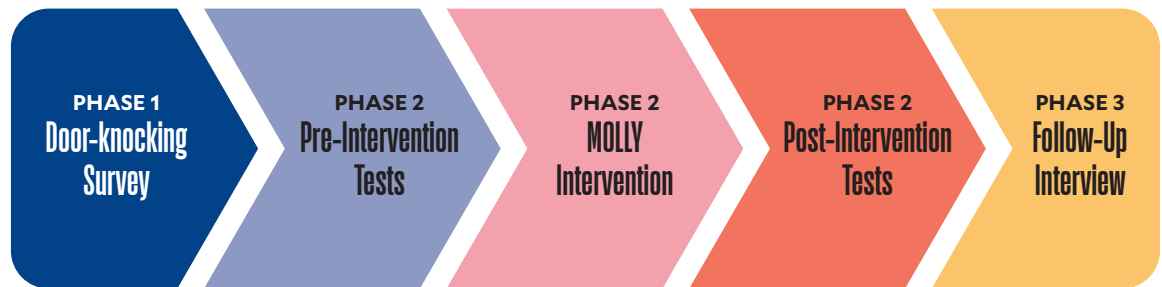 PHASE 1
Door-knocking
Survey
PHASE 2
Pre-Intervention
Tests
PHASE 2
MOLLY
Intervention
PHASE 2
Post-Intervention
Tests
PHASE 3
Follow-Up
Interview